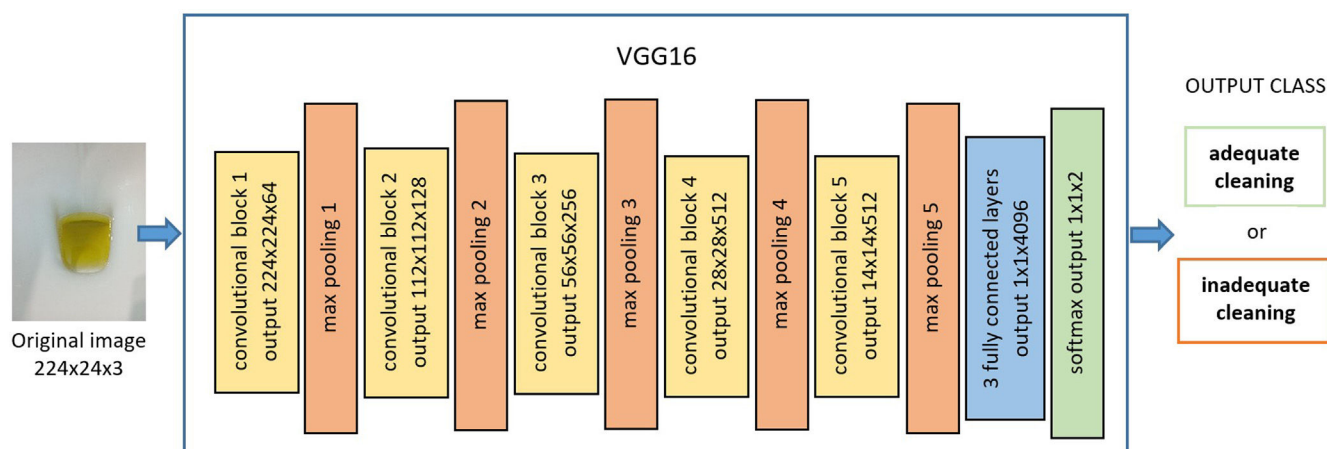 VGG16
Original image
224x24x3
convolutional block 1
output 224x224x64
max pooling 1
convolutional block 2
output 112x112x128
max pooling 2
convolutional block 3
output 56x56x256
max pooling 3
convolutional block 4
output 28x28x512
max pooling 4
convolutional block 5
output 14x14x512
max pooling 5
3 fully connected layers
output 1x1x4096
softmax output 1x1x2
OUTPUT CLASS
adequate
cleaning
or
inadequate
cleaning